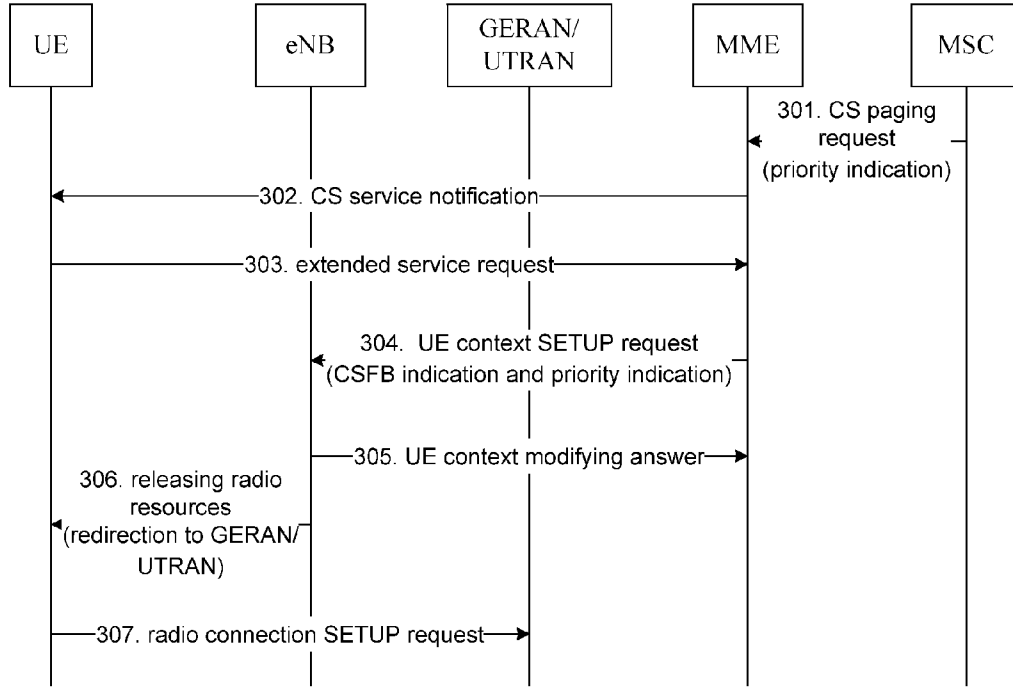 UE
eNB
GERAN/
UTRAN
MME
MSC
301. CS paging
request
(priority indication)
302. CS service notification
303. extended service request
304. UE context SETUP request
(CSFB indication and priority indication)
305. UE context modifying answer
306. releasing radio
resources
(redirection to GERAN/
UTRAN)
307. radio connection SETUP request